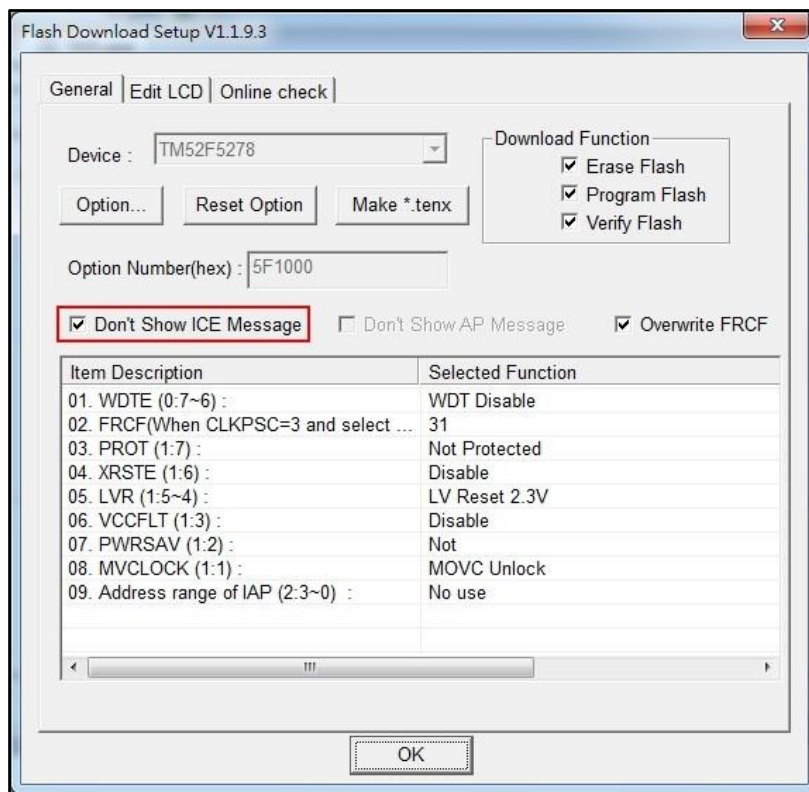 Flash Download Setup V1.1.9.3
General Edit LCD Online check
Device : TM52F5278
Download Function
Erase Flash
Program Flash
Verify Flash
Option... Reset Option Make *.tenx
Option Number(hex) : 5F1000
Don't Show ICE Message Don't Show AP Message Overwrite FRCF
Item Description Selected Function
01. WDTE (0:7~6) : WDT Disable
02. FRCF(When CLKPSC=3 and select ... 31
03. PROT (1:7) : Not Protected
04. XRSTE (1:6) : Disable
05. LVR (1:5~4) : LV Reset 2.3V
06. VCCFLT (1:3) : Disable
07. PWRSAV (1:2) : Not
08. MVCLOCK (1:1) : MOVC Unlock
09. Address range of IAP (2:3~0) : No use
OK